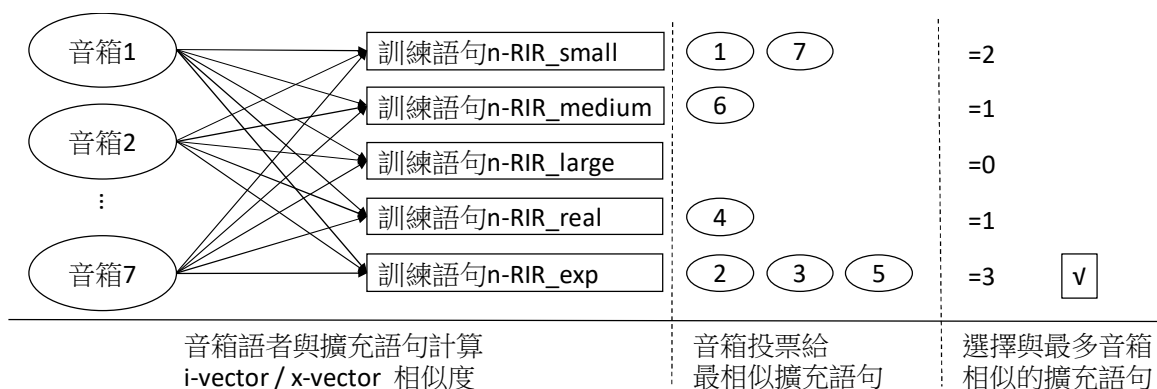 音箱1
訓練語句n-RIR_small
1
7
=2
訓練語句n-RIR_medium
6
=1
音箱2
訓練語句n-RIR_large
=0
⋮
訓練語句n-RIR_real
4
=1
音箱7
訓練語句n-RIR_exp
2
3
5
=3
√
音箱語者與擴充語句計算
i-vector / x-vector 相似度
音箱投票給
最相似擴充語句
選擇與最多音箱
相似的擴充語句